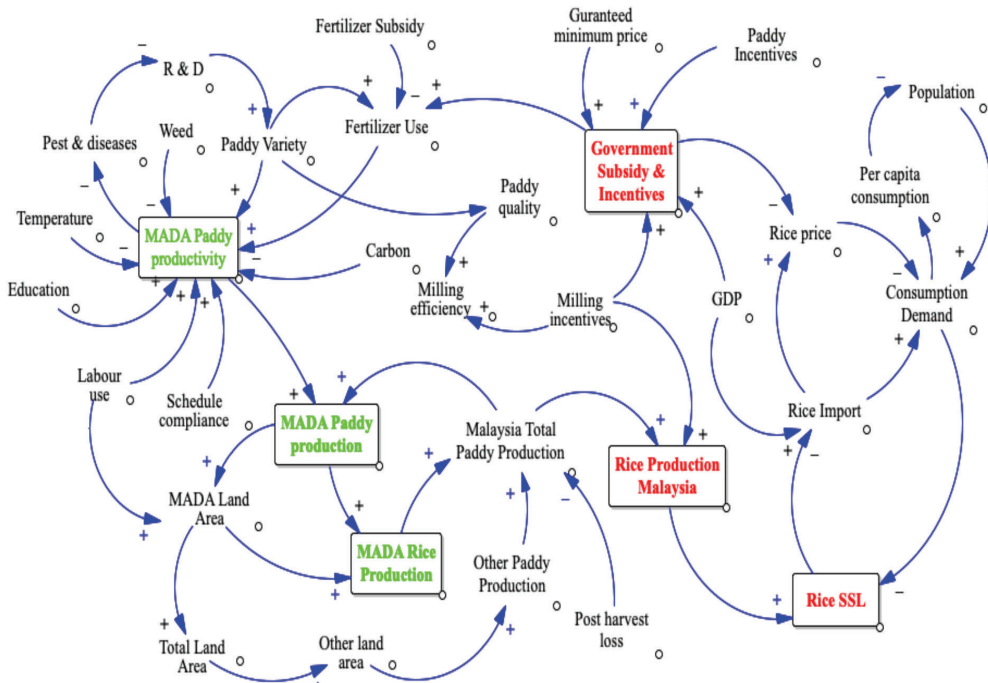 Fertilizer Subsidy
Guranteed
minimum price
Paddy
Incentives
R & D
Population
Pest & diseases
Weed
Paddy Variety
Fertilizer Use
Government
Subsidy &
Incentives
Per capita
consumption
Paddy
quality
Temperature
MADA Paddy
productivity
Rice price
Carbon
Education
Milling
efficiency
Milling
incentives
GDP
Consumption
Demand
Labour
use
Schedule
compliance
MADA Paddy
production
Malaysia Total
Paddy Production
Rice Import
Rice Production
Malaysia
MADA Land
Area
MADA Rice
Production
Other Paddy
Production
Post harvest
loss
Rice SSL
Total Land
Area
Other land
area